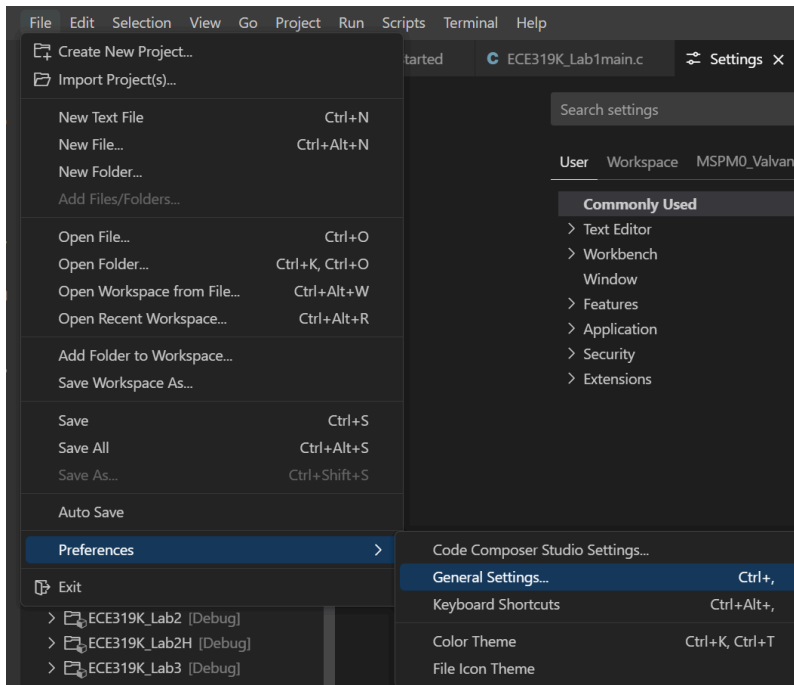 File Edit Selection View Go Project Run Scripts Terminal Help
Create New Project...
Import Project(s)...
New Text File Ctrl+N
New File... Ctrl+Alt+N
New Folder...
Add Files/Folders...
Open File... Ctrl+O
Open Folder... Ctrl+K, Ctrl+O
Open Workspace from File... Ctrl+Alt+W
Open Recent Workspace... Ctrl+Alt+R
Add Folder to Workspace...
Save Workspace As...
Save Ctrl+S
Save All Ctrl+Alt+S
Save As... Ctrl+Shift+S
Auto Save
Preferences
Exit
ECE319K_Lab2 [Debug]
ECE319K_Lab2H [Debug]
ECE319K_Lab3 [Debug]
tarted C ECE319K_Lab1main.c Settings
Search settings
User Workspace MSPM0_Valvan
Commonly Used
Text Editor
Workbench
Window
Features
Application
Security
Extensions
Code Composer Studio Settings...
General Settings... Ctrl+,
Keyboard Shortcuts Ctrl+Alt+,
Color Theme Ctrl+K, Ctrl+T
File Icon Theme